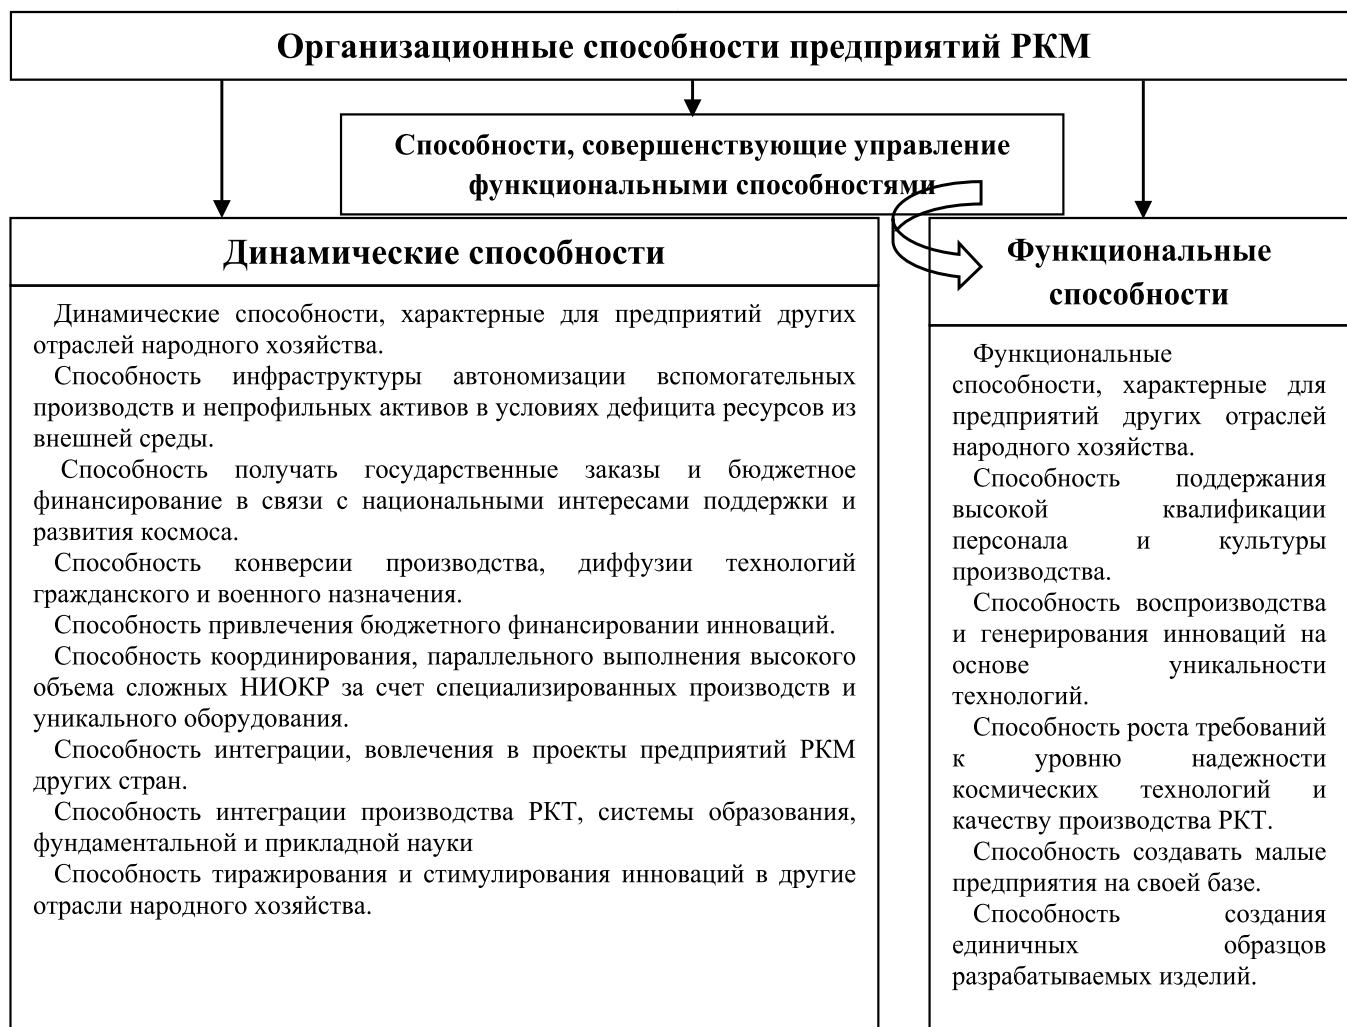 Организационные способности предприятий РКМ
Способности, совершенствующие управление
функциональными способностями
Динамические способности
Динамические способности, характерные для предприятий других
отраслей народного хозяйства.
Способность инфраструктуры автономизации вспомогательных
производств и непрофильных активов в условиях дефицита ресурсов из
внешней среды.
Способность получать государственные заказы и бюджетное
финансирование в связи с национальными интересами поддержки и
развития космоса.
Способность конверсии производства, диффузии технологий
гражданского и военного назначения.
Способность привлечения бюджетного финансировании инноваций.
Способность координирования, параллельного выполнения высокого
объема сложных НИОКР за счет специализированных производств и
уникального оборудования.
Способность интеграции, вовлечения в проекты предприятий РКМ
других стран.
Способность интеграции производства РКТ, системы образования,
фундаментальной и прикладной науки
Способность тиражирования и стимулирования инноваций в другие
отрасли народного хозяйства.
Функциональные
способности
Функциональные
способности, характерные для
предприятий других отраслей
народного хозяйства.
Способность поддержания
высокой квалификации
персонала и культуры
производства.
Способность воспроизводства
и генерирования инноваций на
основе уникальности
технологий.
Способность роста требований
к уровню надежности
космических технологий и
качеству производства РКТ.
Способность создавать малые
предприятия на своей базе.
Способность создания
единичных образцов
разрабатываемых изделий.